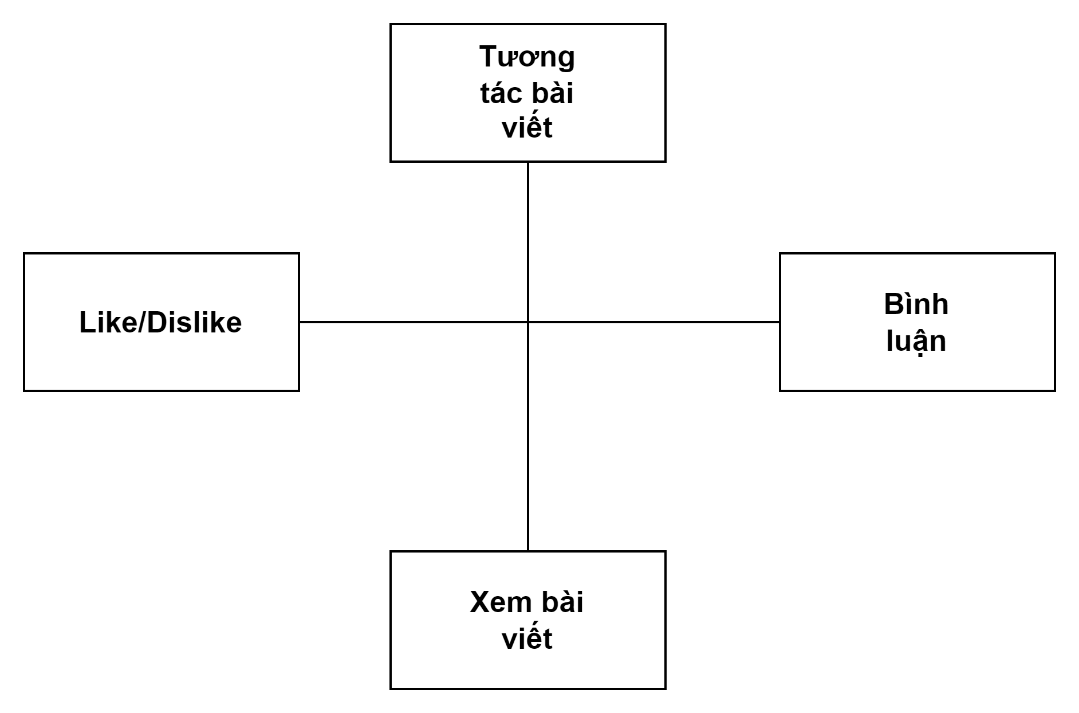 Tương
tác bài
viết
Like/Dislike
Bình
luận
Xem bài
viết